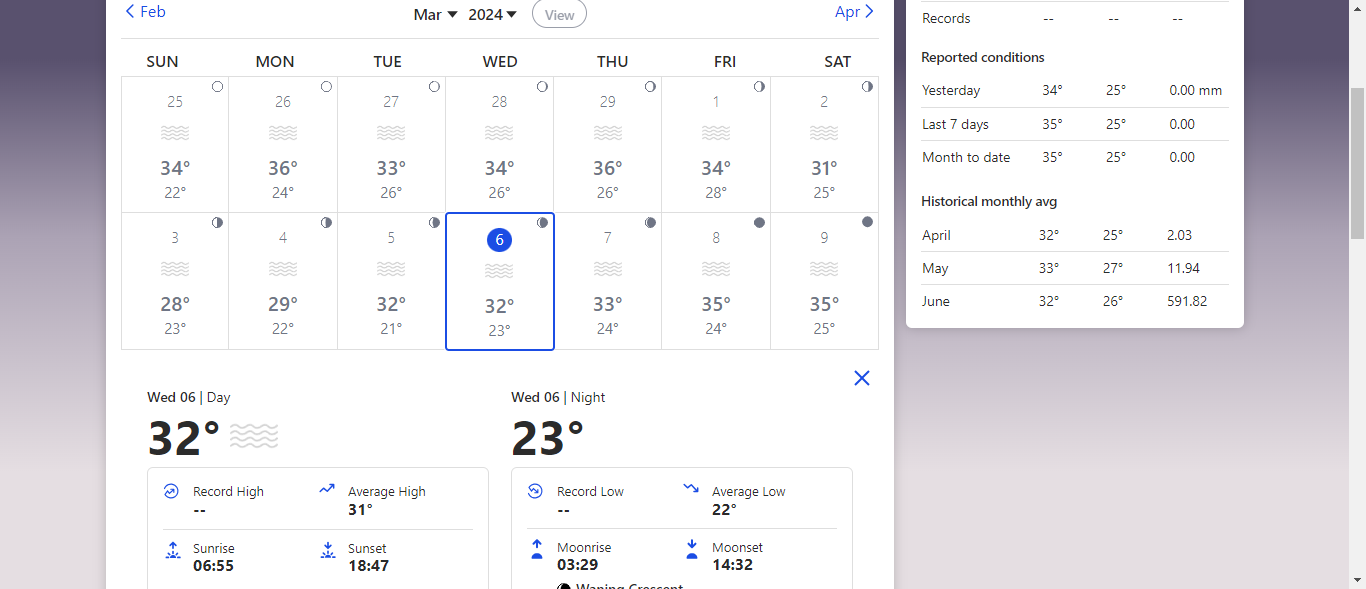 Feb
Mar 2024 View
Apr
SUN MON TUE WED THU FRI SAT
25 26 27 28 29 1 2
34° 36° 33° 34° 36° 34° 31°
22° 24° 26° 26° 26° 28° 25°
3 4 5 6 7 8 9
28° 29° 32° 32° 33° 35° 35°
23° 22° 21° 23° 24° 24° 25°
Wed 06 | Day
32°
Record High
--
Average High
31°
Sunrise
06:55
Sunset
18:47
Wed 06 | Night
23°
Record Low
--
Average Low
22°
Moonrise
03:29
Moonset
14:32
Waning Crescent
Records -- -- --
Reported conditions
Yesterday 34° 25° 0.00 mm
Last 7 days 35° 25° 0.00
Month to date 35° 25° 0.00
Historical monthly avg
April 32° 25° 2.03
May 33° 27° 11.94
June 32° 26° 591.82